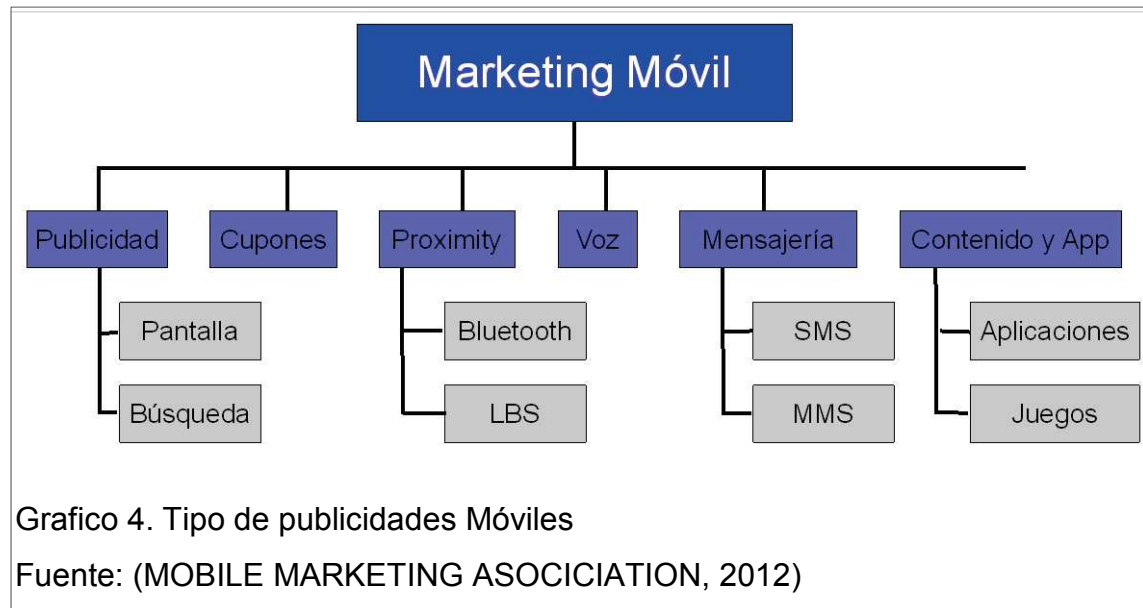 Marketing Móvil
Publicidad
Cupones
Proximity
Voz
Mensajería
Contenido y App
Pantalla
Bluetooth
SMS
Aplicaciones
Búsqueda
LBS
MMS
Juegos
Grafico 4. Tipo de publicidades Móviles
Fuente: (MOBILE MARKETING ASOCICIATION, 2012)